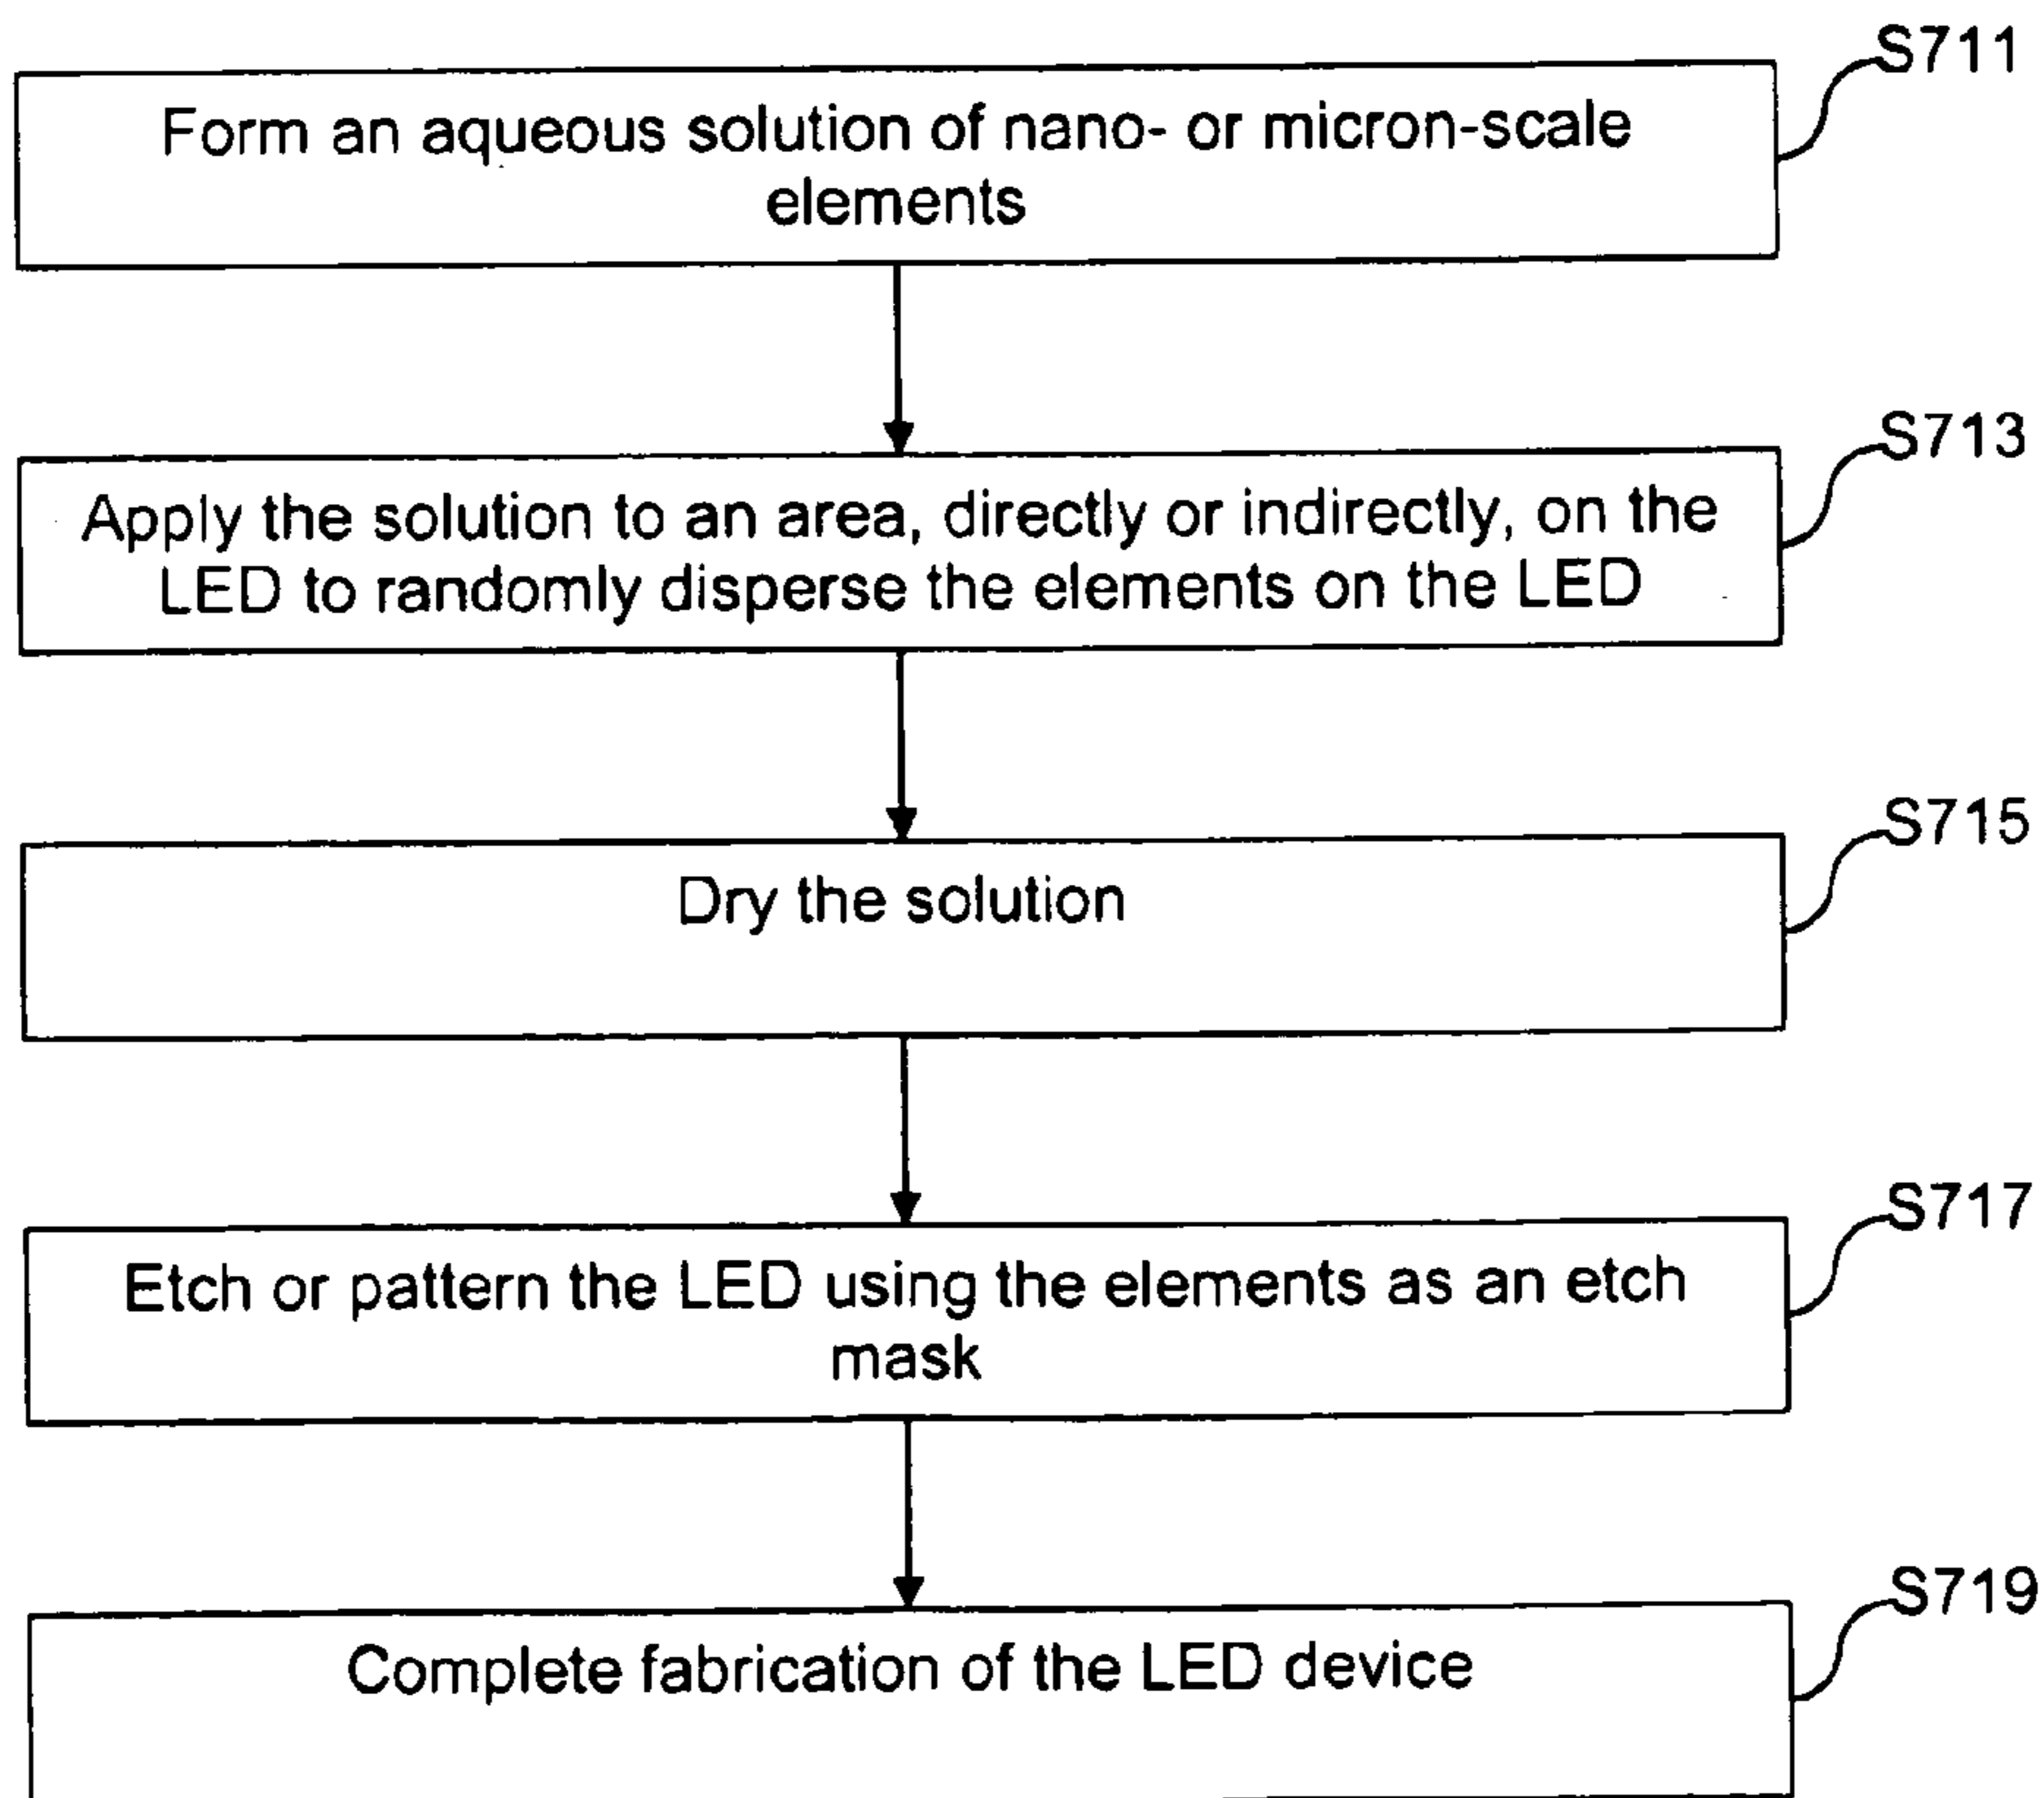 S711
Form an aqueous solution of nano- or micron-scale
elements
S713
Apply the solution to an area, directly or indirectly, on the
LED to randomly disperse the elements on the LED
S715
Dry the solution
S717
Etch or pattern the LED using the elements as an etch
mask
S719
Complete fabrication of the LED device